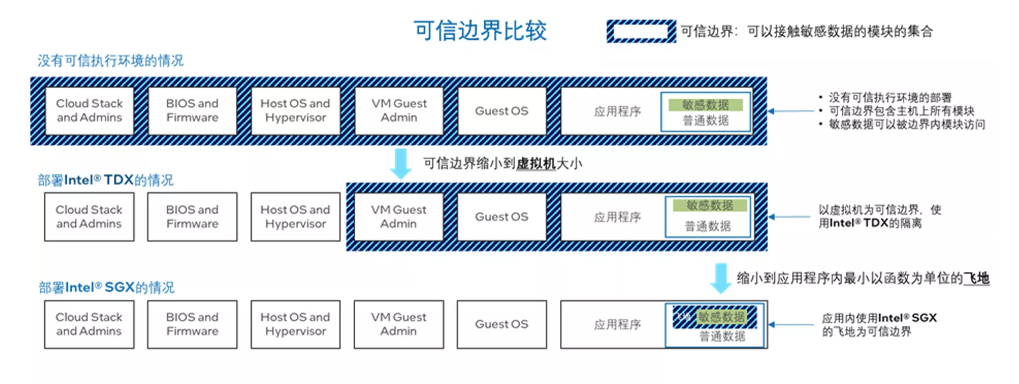 可信边界比较
可信边界：可以接触敏感数据的模块的集合
没有可信执行环境的情况
Cloud Stack
and Admins
BIOS and
Firmware
Host OS and
Hypervisor
VM Guest
Admin
Guest OS
应用程序
敏感数据
普通数据
• 没有可信执行环境的部署
• 可信边界包含主机上所有模块
• 敏感数据可以被边界内模块访问
可信边界缩小到虚拟机大小
部署Intel® TDX的情况
Cloud Stack
and Admins
BIOS and
Firmware
Host OS and
Hypervisor
VM Guest
Admin
Guest OS
应用程序
敏感数据
普通数据
以虚拟机为可信边界，使
用Intel® TDX的隔离
缩小到应用程序内最小以函数为单位的飞地
部署Intel® SGX的情况
Cloud Stack
and Admins
BIOS and
Firmware
Host OS and
Hypervisor
VM Guest
Admin
Guest OS
应用程序
敏感数据
普通数据
应用内使用Intel® SGX
的飞地为可信边界